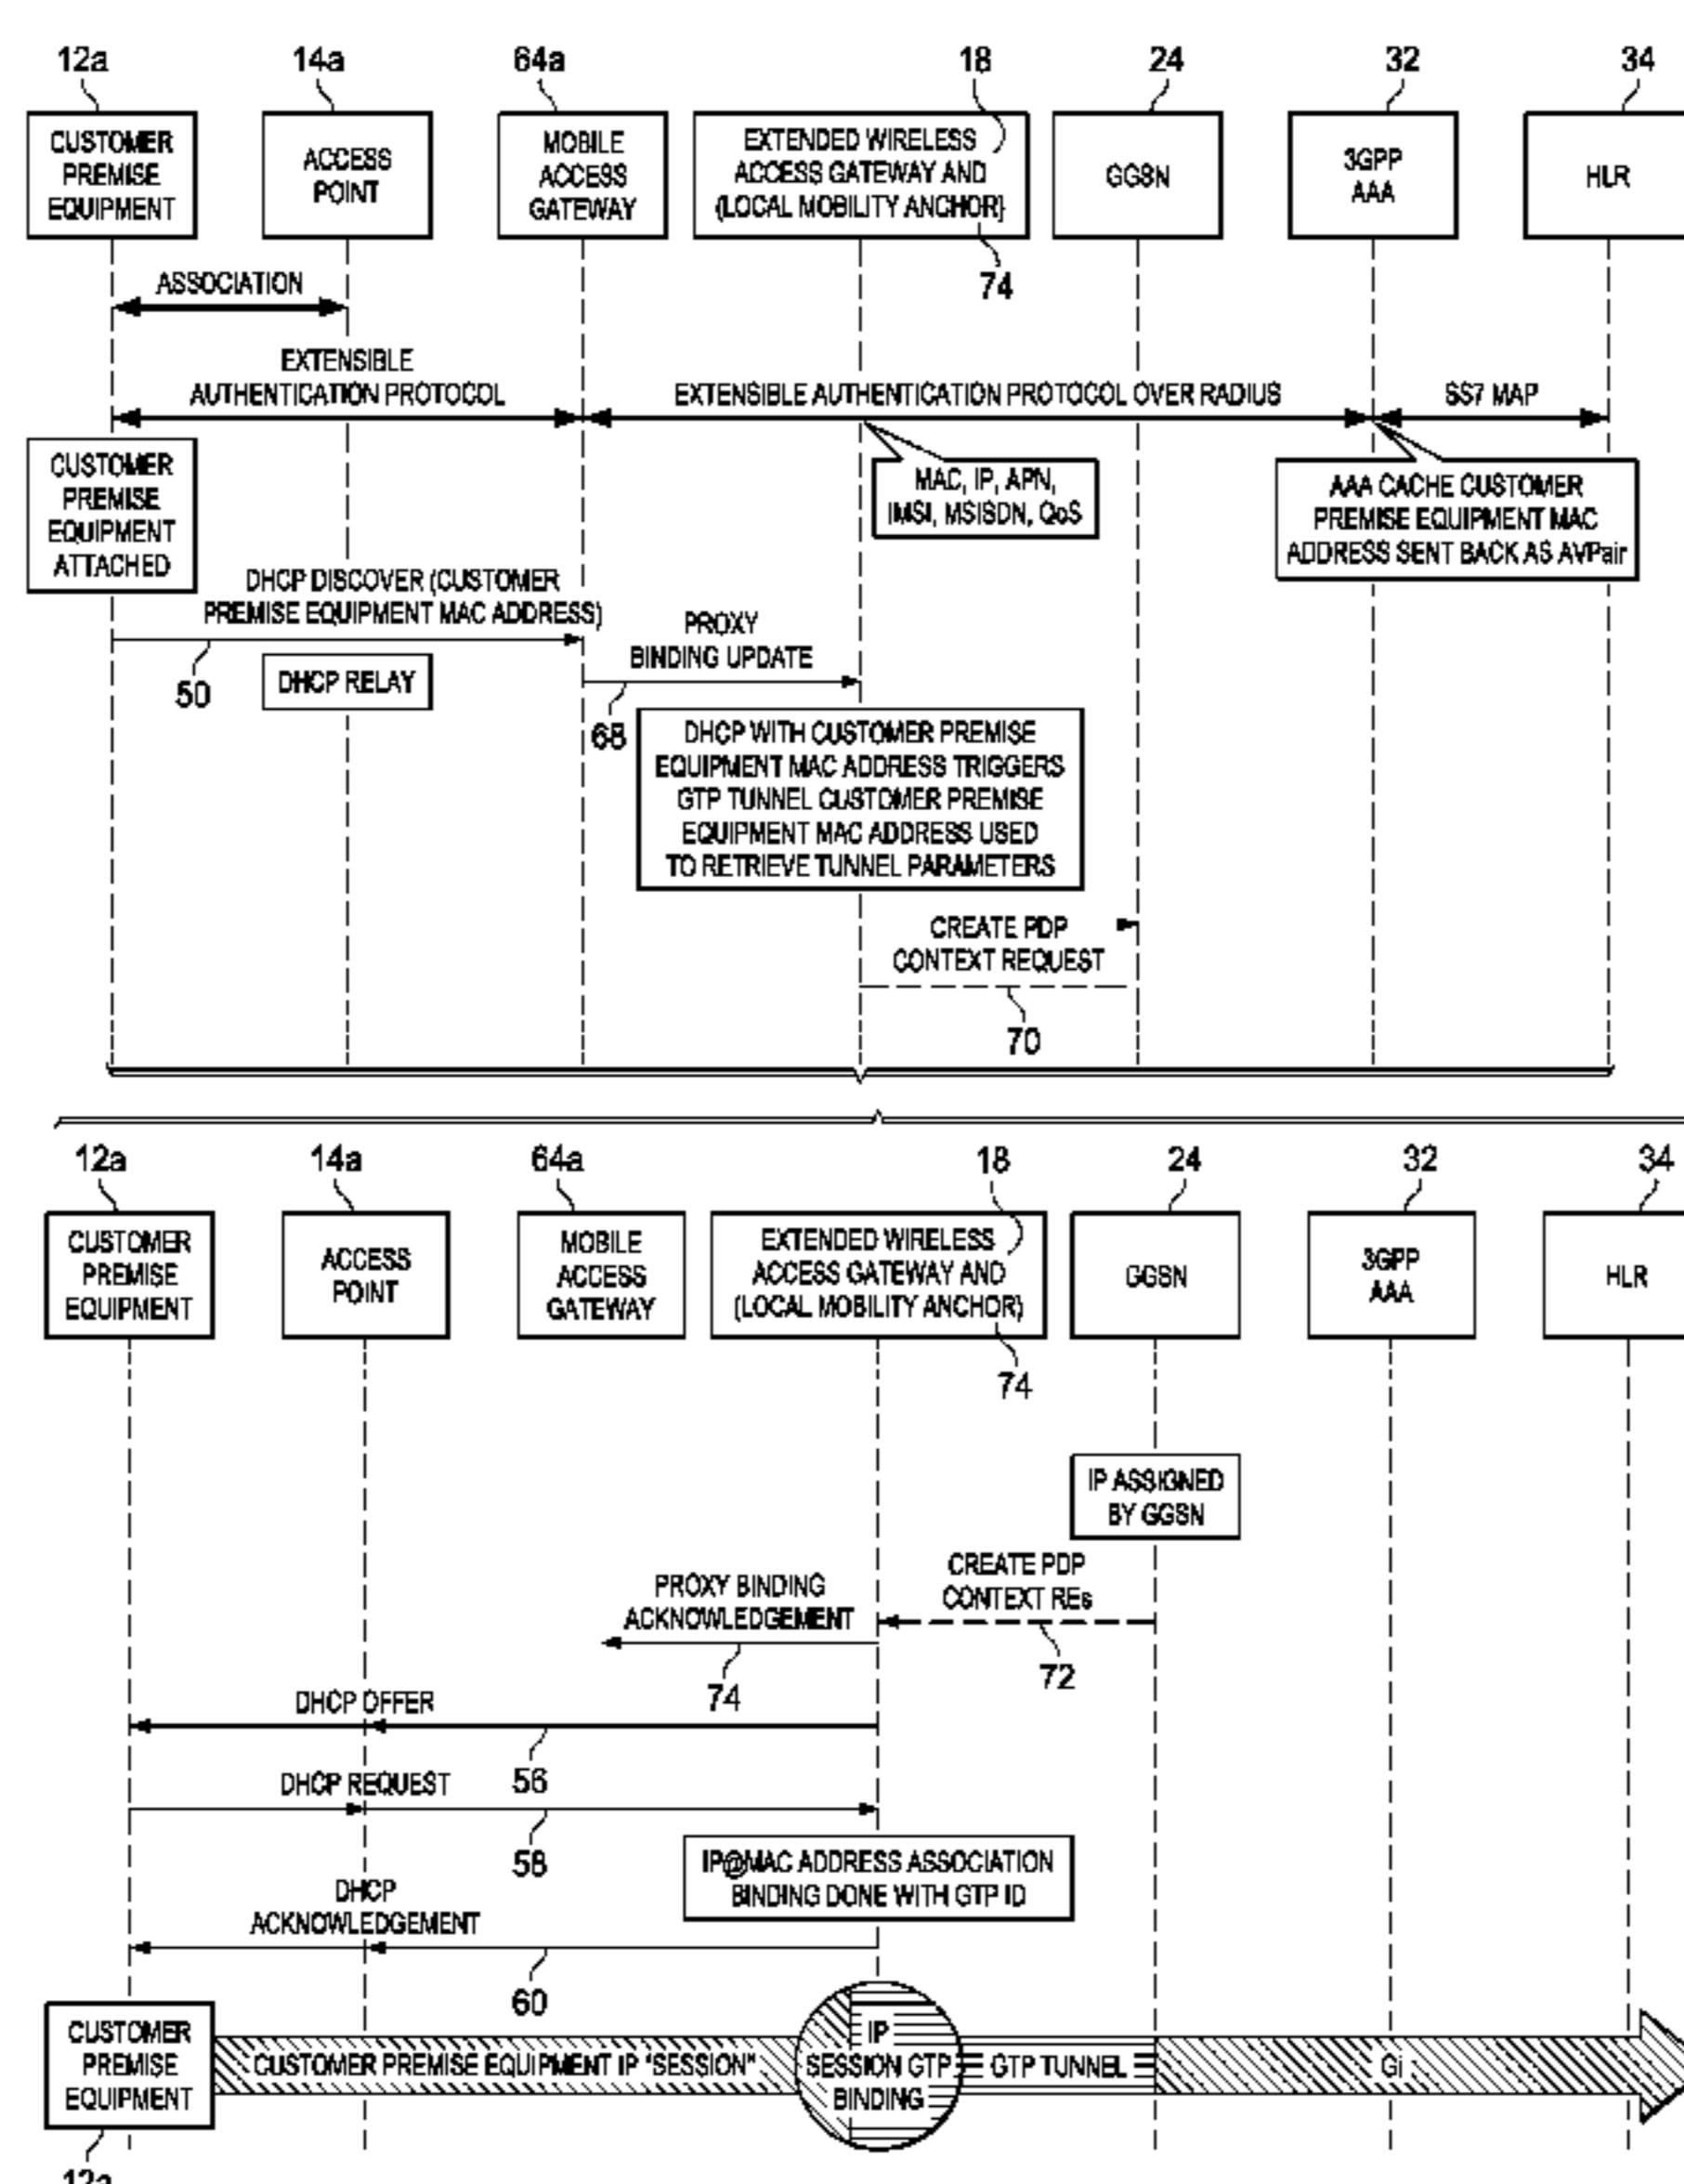 12a
14a
64a
18
24
32
34
CUSTOMER
PREMISE
EQUIPMENT
ACCESS
POINT
MOBILE
ACCESS
GATEWAY
EXTENDED WIRELESS
ACCESS GATEWAY AND
(LOCAL MOBILITY ANCHOR}
GGSN
3GPP
AAA
HLR
74
ASSOCIATION
EXTENSIBLE
AUTHENTICATION PROTOCOL
EXTENSIBLE AUTHENTICATION PROTOCOL OVER RADIUS
SS7 MAP
CUSTOMER
PREMISE
EQUIPMENT
ATTACHED
MAC, IP, APN,
IMSI, MSISDN, QoS
AAA CACHE CUSTOMER
PREMISE EQUIPMENT MAC
ADDRESS SENT BACK AS AVPair
DHCP DISCOVER (CUSTOMER
PREMISE EQUIPMENT MAC ADDRESS)
50
DHCP RELAY
PROXY
BINDING UPDATE
68
DHCP WITH CUSTOMER PREMISE
EQUIPMENT MAC ADDRESS TRIGGERS
GTP TUNNEL CUSTOMER PREMISE
EQUIPMENT MAC ADDRESS USED
TO RETRIEVE TUNNEL PARAMETERS
CREATE PDP
CONTEXT REQUEST
70
12a
14a
64a
18
24
32
34
CUSTOMER
PREMISE
EQUIPMENT
ACCESS
POINT
MOBILE
ACCESS
GATEWAY
EXTENDED WIRELESS
ACCESS GATEWAY AND
(LOCAL MOBILITY ANCHOR)
GGSN
3GPP
AAA
HLR
74
IP ASSIGNED
BY GGSN
CREATE PDP
CONTEXT REs
72
PROXY BINDING
ACKNOWLEDGEMENT
74
DHCP OFFER
56
DHCP REQUEST
58
IP@MAC ADDRESS ASSOCIATION
BINDING DONE WITH GTP ID
DHCP
ACKNOWLEDGEMENT
60
CUSTOMER
PREMISE
EQUIPMENT
CUSTOMER PREMISE EQUIPMENT IP "SESSION"
IP
SESSION GTP
BINDING
GTP TUNNEL
Gi
12a